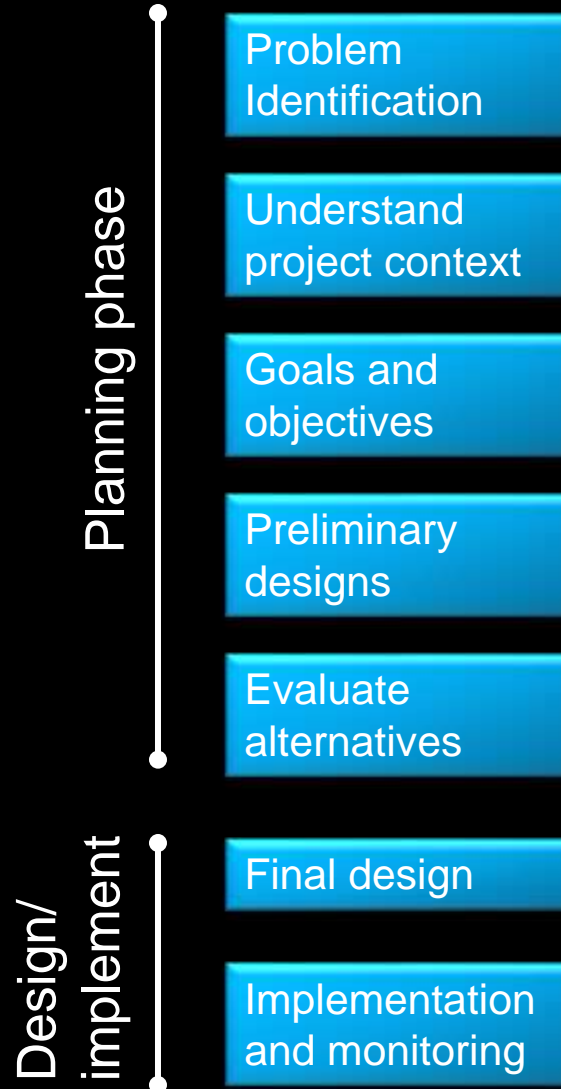 Planning phase
Problem
Identification
Understand
project context
Goals and
objectives
Preliminary
designs
Evaluate
alternatives
Design/
implement
Final design
Implementation
and monitoring